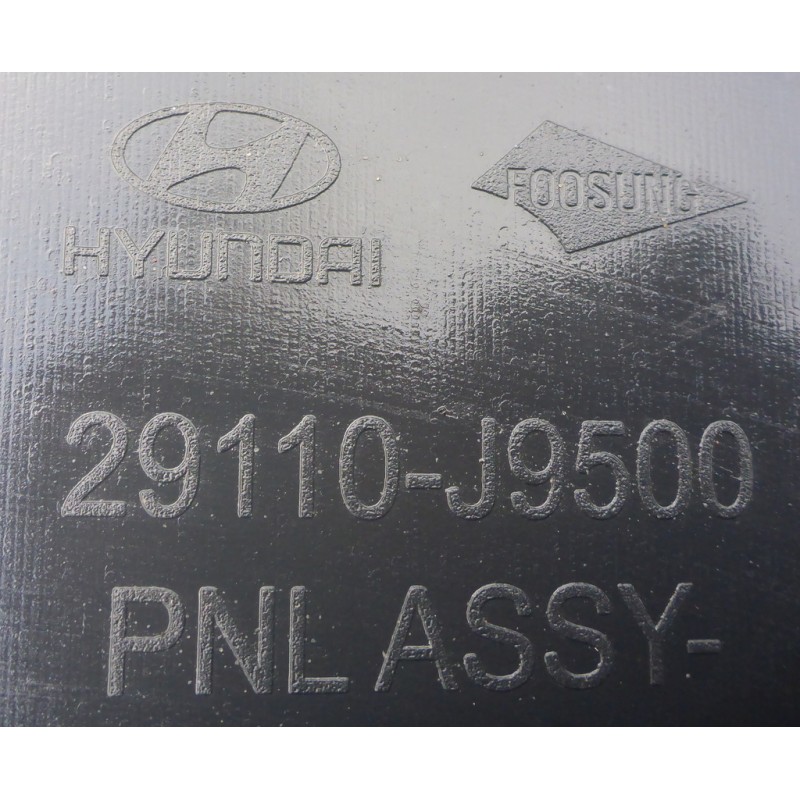 HYUNDAI
FOOSUNG
29110-J9500
PNL ASSY-